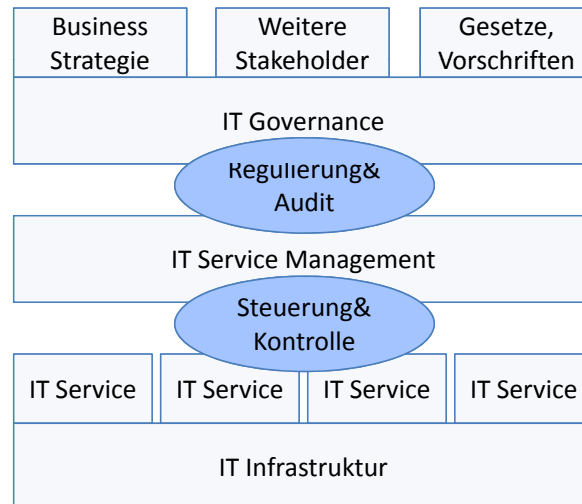 Business
Strategie
Weitere
Stakeholder
Gesetze,
Vorschriften
IT Governance
Regulierung&
Audit
IT Service Management
Steuerung&
Kontrolle
IT Service
IT Service
IT Service
IT Service
IT Infrastruktur